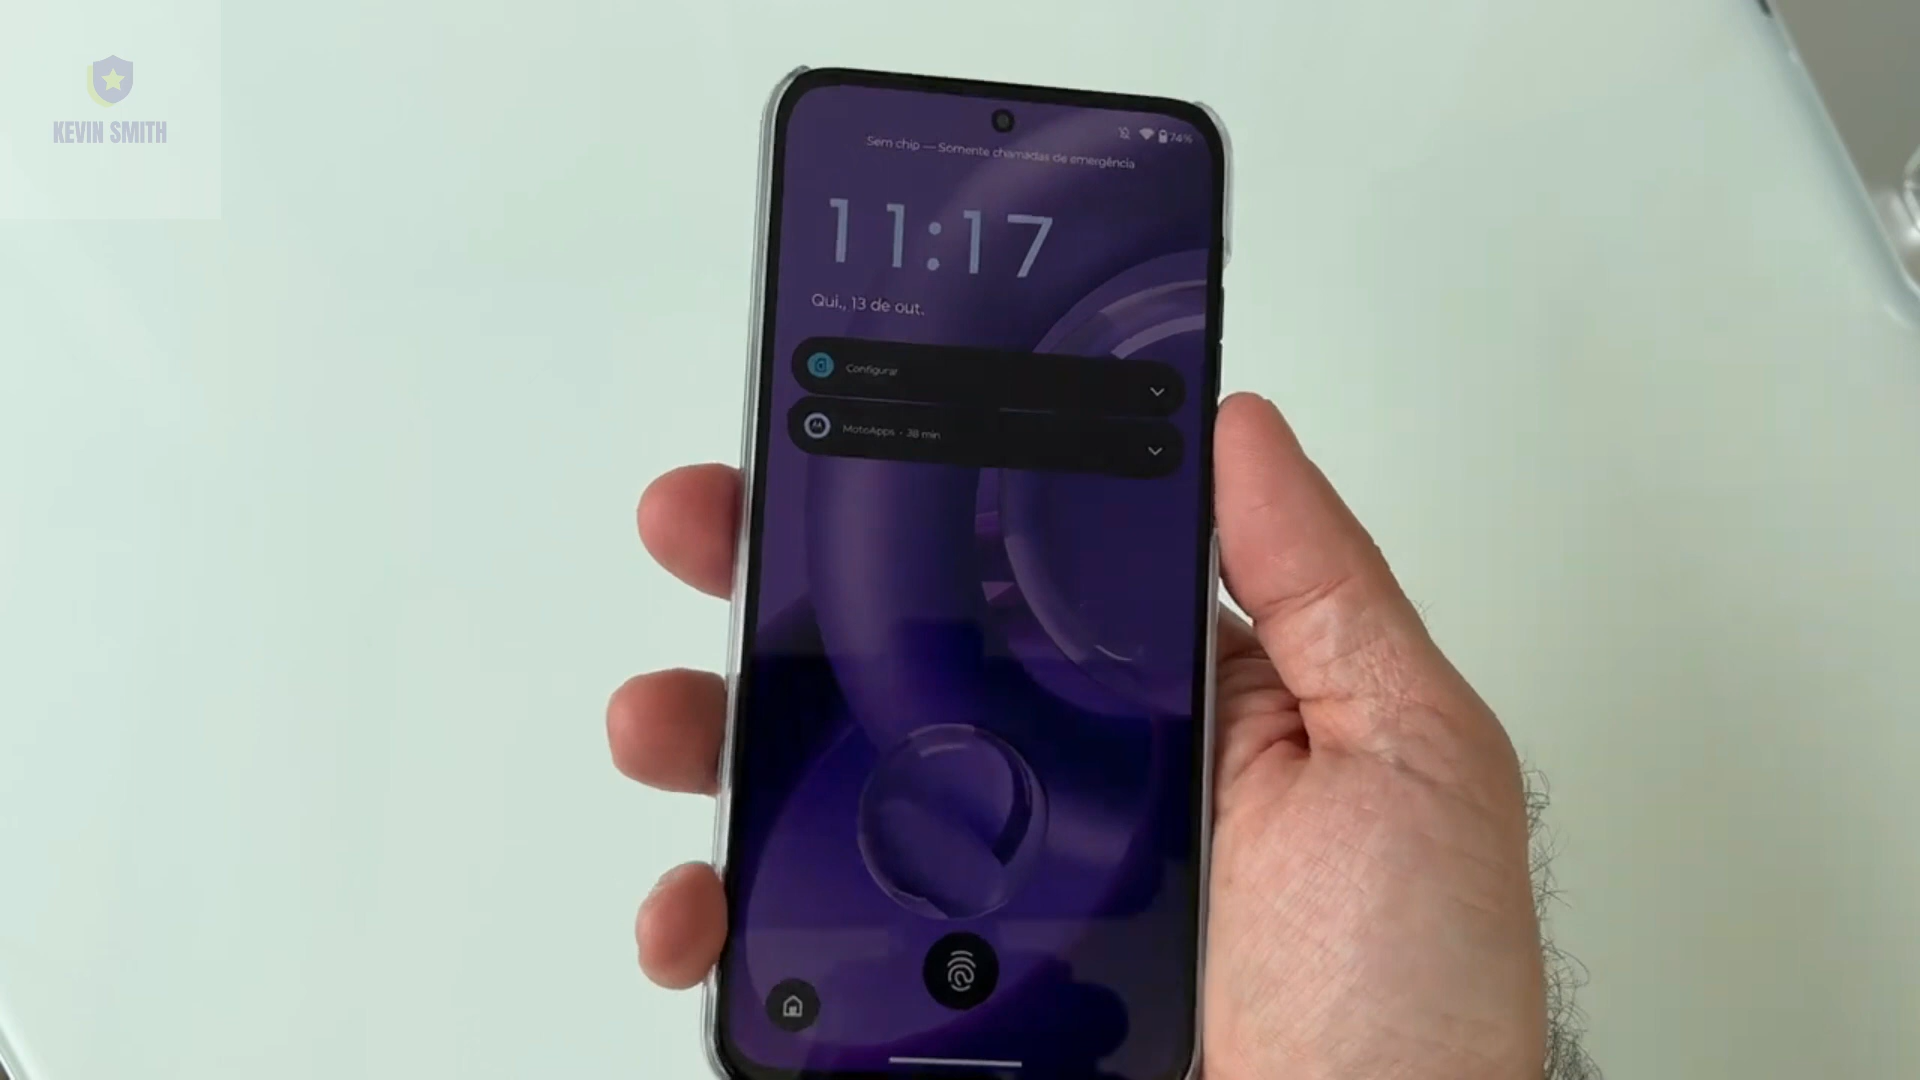 KEVIN SMITH
74%
Sem chip — Somente chamadas de emergência
11:17
Qui., 13 de out.
Configurar
MotoApps · 38 min